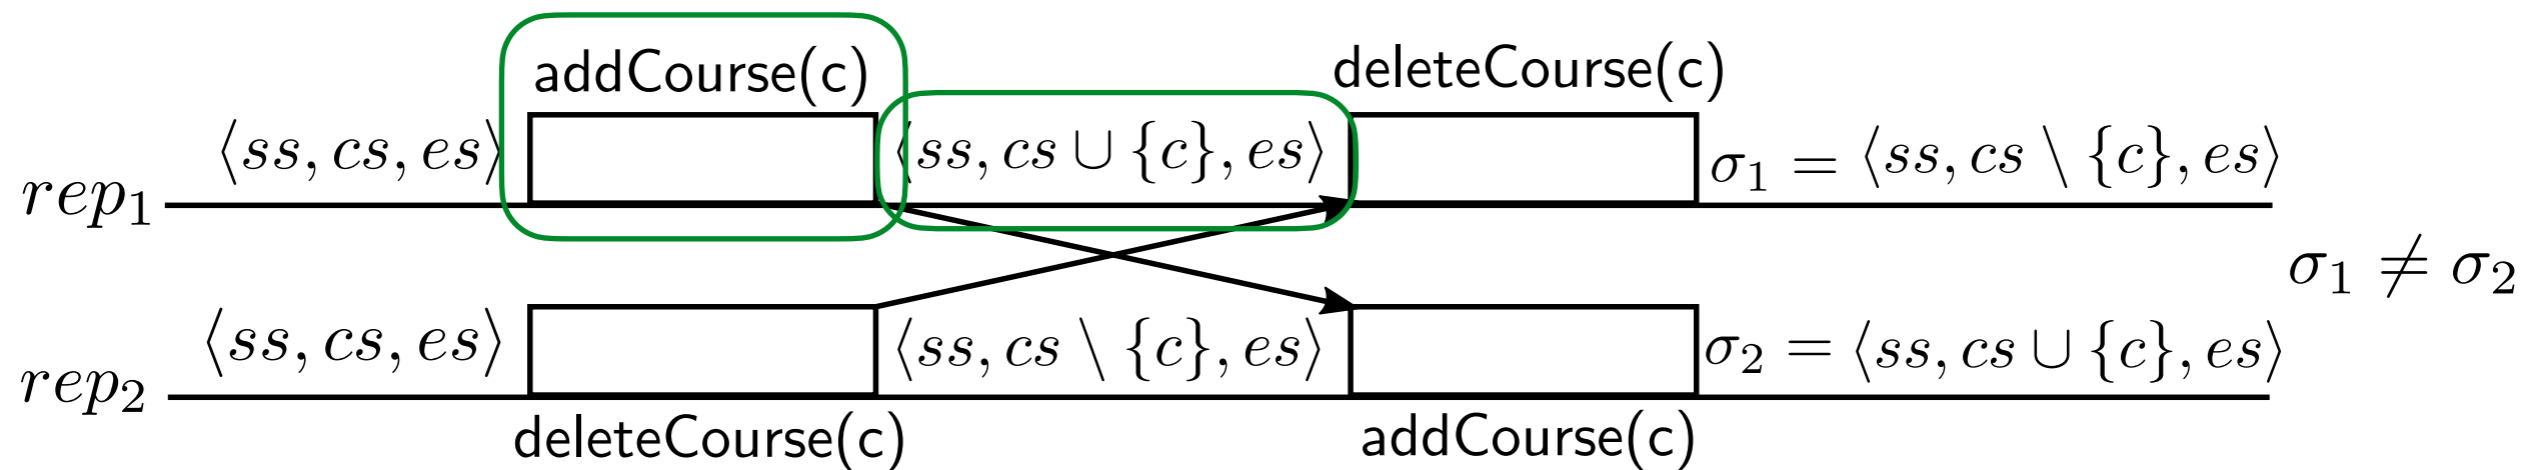 addCourse(c) deleteCourse(c)
⟨ss, cs, es⟩ ⟨ss, cs ∪ {c}, es⟩ σ₁ = ⟨ss, cs \ {c}, es⟩
rep₁
σ₁ ≠ σ₂
⟨ss, cs, es⟩ ⟨ss, cs \ {c}, es⟩ σ₂ = ⟨ss, cs ∪ {c}, es⟩
rep₂
deleteCourse(c) addCourse(c)